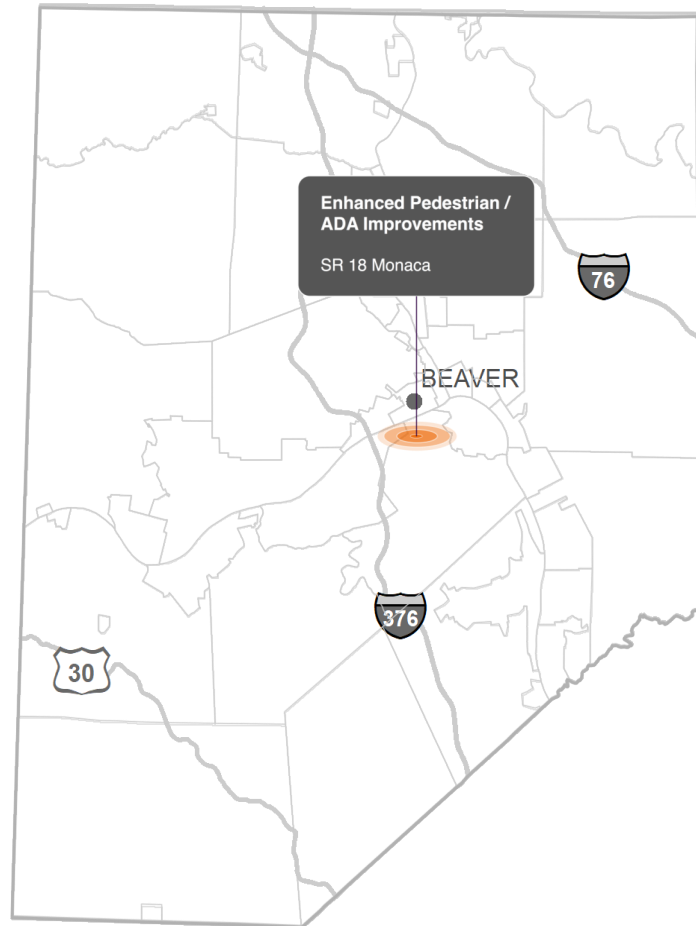 Enhanced Pedestrian /
ADA Improvements
SR 18 Monaca
76
BEAVER
376
30